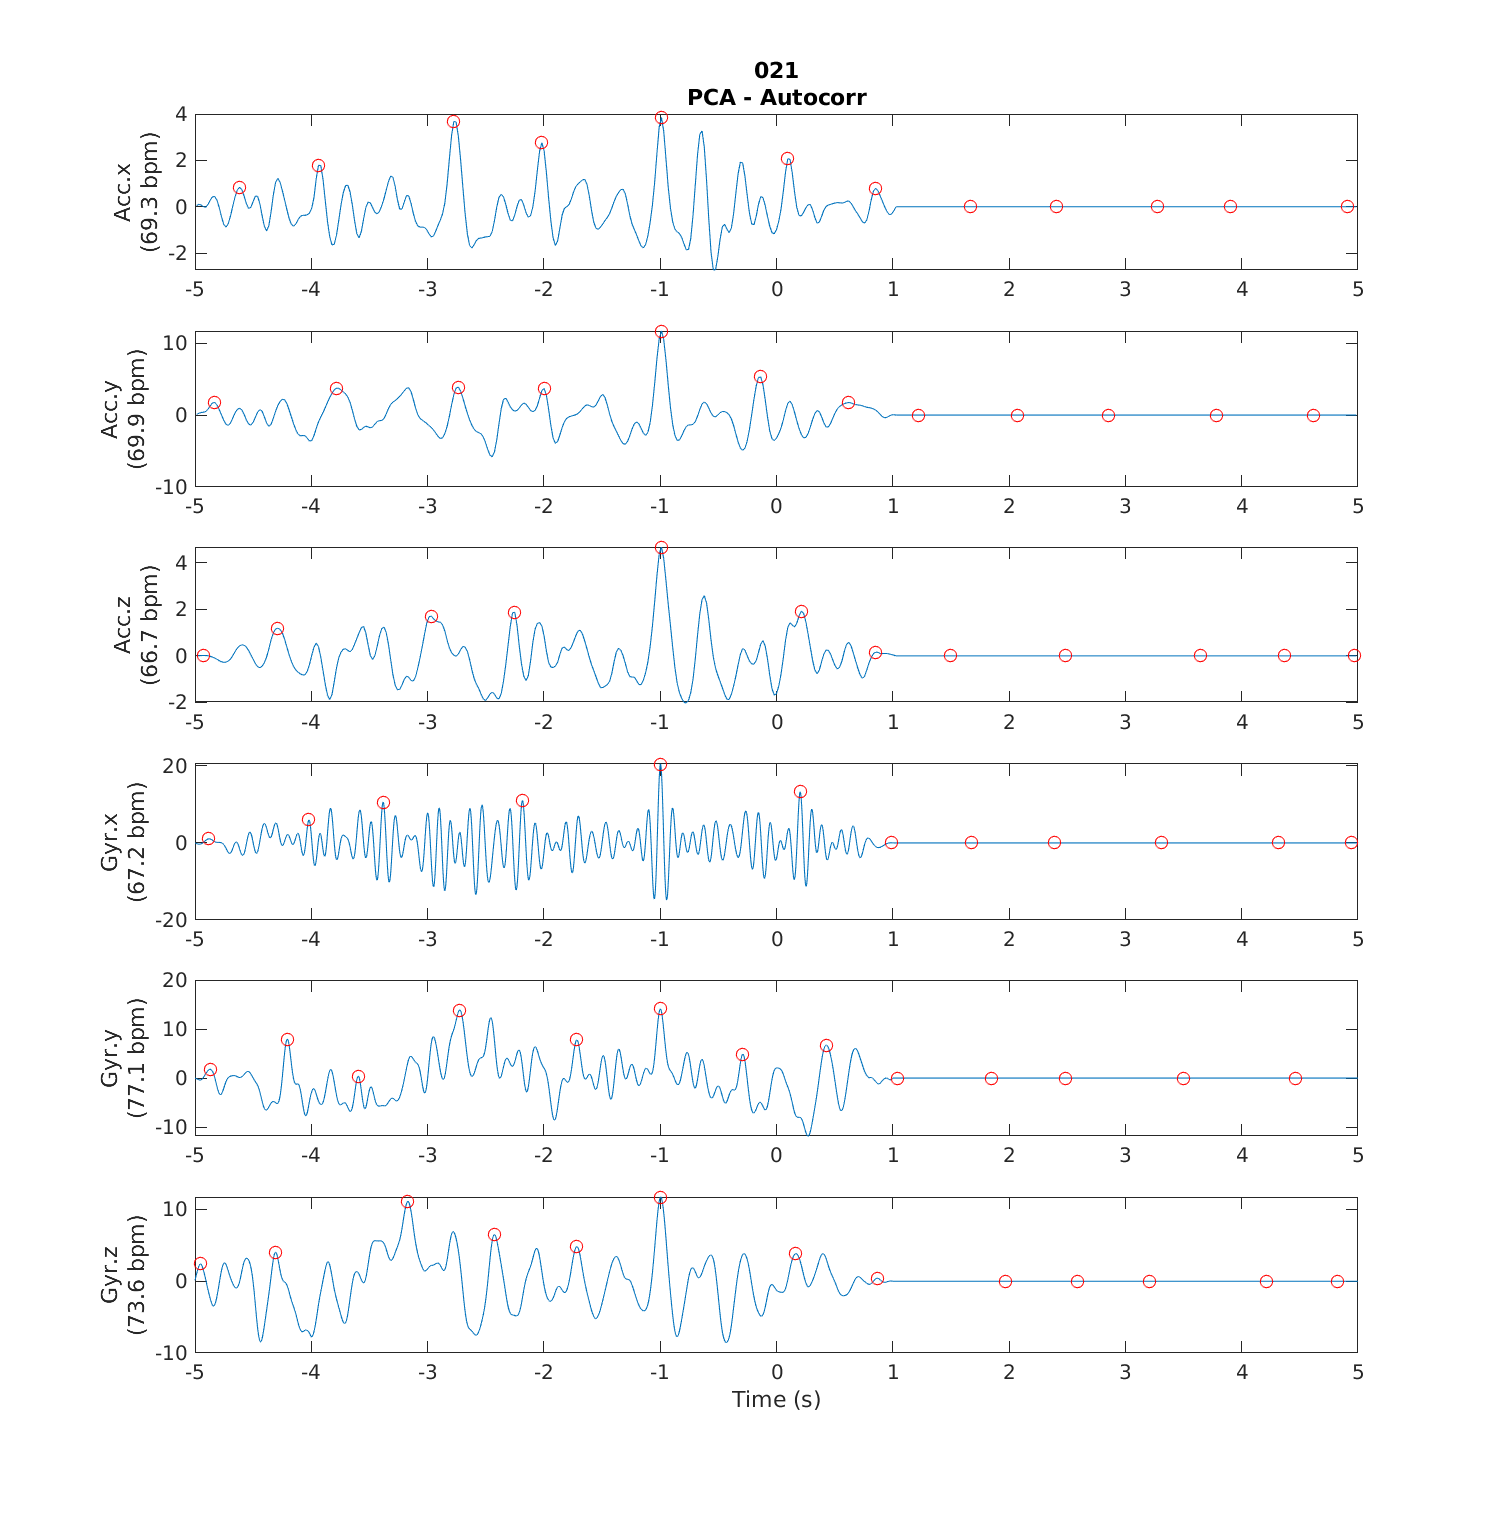 021
PCA - Autocorr
Acc.x
(69.3 bpm)
4
2
0
-2
-5 -4 -3 -2 -1 0 1 2 3 4 5
Acc.y
(69.9 bpm)
10
0
-10
-5 -4 -3 -2 -1 0 1 2 3 4 5
Acc.z
(66.7 bpm)
4
2
0
-2
-5 -4 -3 -2 -1 0 1 2 3 4 5
Gyr.x
(67.2 bpm)
20
0
-20
-5 -4 -3 -2 -1 0 1 2 3 4 5
Gyr.y
(77.1 bpm)
20
10
0
-10
-5 -4 -3 -2 -1 0 1 2 3 4 5
Gyr.z
(73.6 bpm)
10
0
-10
-5 -4 -3 -2 -1 0 1 2 3 4 5
Time (s)